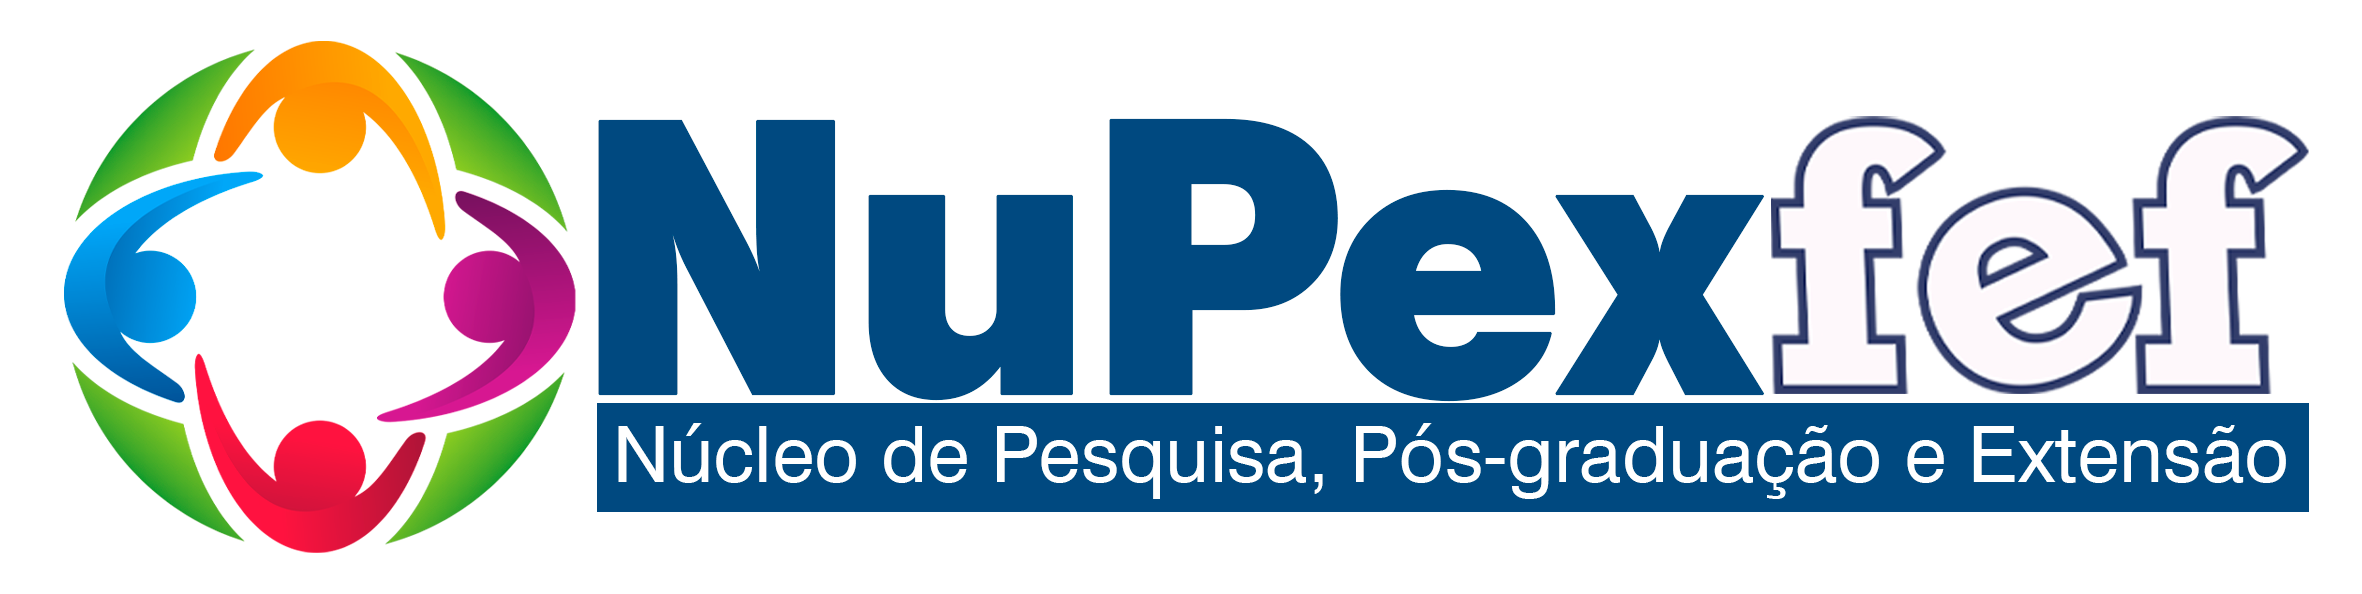 NuPexfef
Núcleo de Pesquisa, Pós-graduação e Extensão